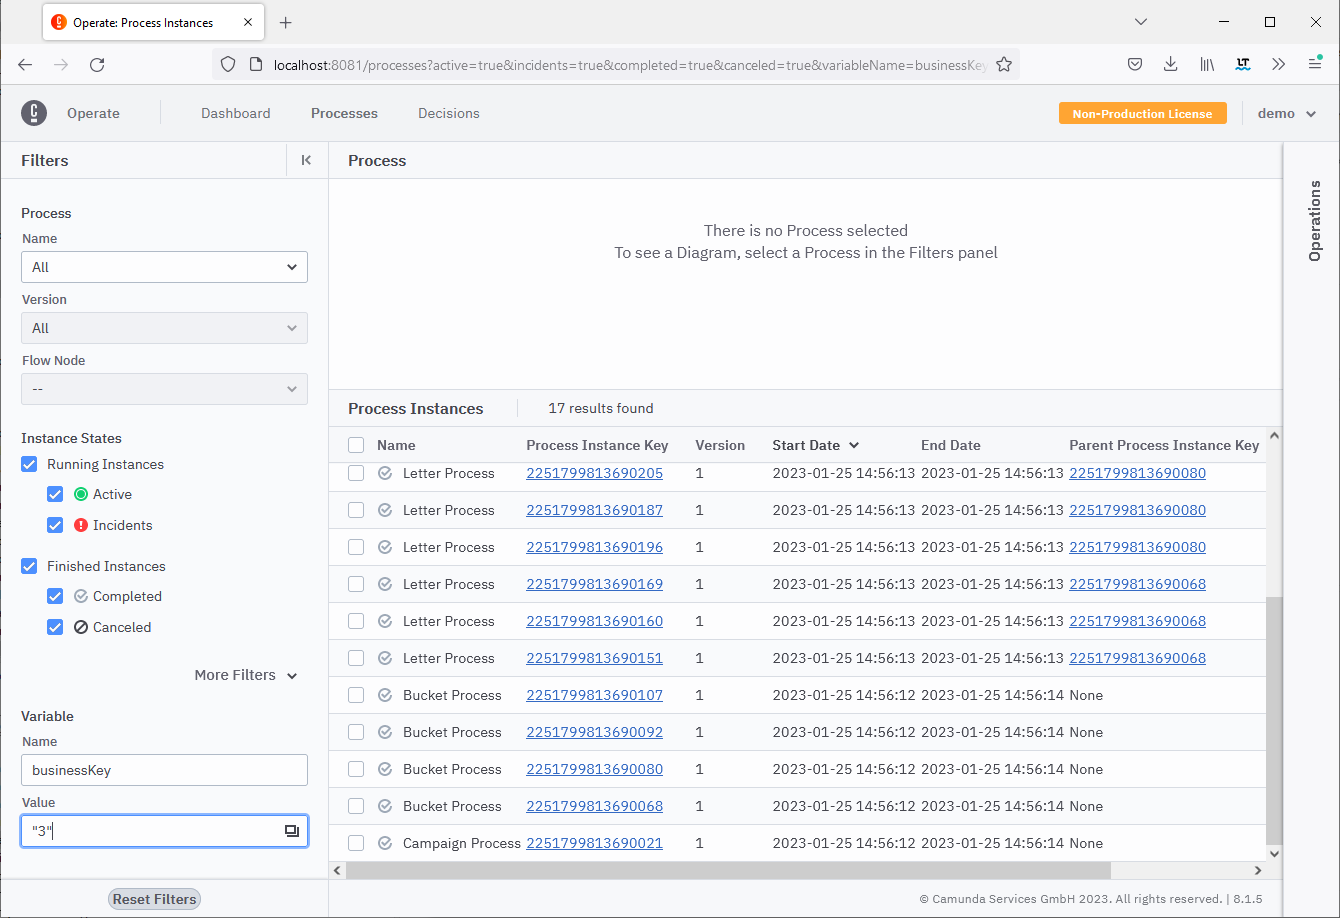 Operate: Process Instances
localhost:8081/processes?active=true&incidents=true&completed=true&canceled=true&variableName=businessKey
LT
Operate
Dashboard
Processes
Decisions
Non-Production License
demo
Filters
Process
Name
All
Version
All
Flow Node
--
Instance States
Running Instances
Active
Incidents
Finished Instances
Completed
Canceled
More Filters
Variable
Name
businessKey
Value
"3"
Reset Filters
Process
There is no Process selected
To see a Diagram, select a Process in the Filters panel
Operations
Process Instances 17 results found
Name Process Instance Key Version Start Date End Date Parent Process Instance Key
Letter Process 2251799813690205 1 2023-01-25 14:56:13 2023-01-25 14:56:13 2251799813690080
Letter Process 2251799813690187 1 2023-01-25 14:56:13 2023-01-25 14:56:13 2251799813690080
Letter Process 2251799813690196 1 2023-01-25 14:56:13 2023-01-25 14:56:13 2251799813690080
Letter Process 2251799813690169 1 2023-01-25 14:56:13 2023-01-25 14:56:13 2251799813690068
Letter Process 2251799813690160 1 2023-01-25 14:56:13 2023-01-25 14:56:13 2251799813690068
Letter Process 2251799813690151 1 2023-01-25 14:56:13 2023-01-25 14:56:13 2251799813690068
Bucket Process 2251799813690107 1 2023-01-25 14:56:12 2023-01-25 14:56:14 None
Bucket Process 2251799813690092 1 2023-01-25 14:56:12 2023-01-25 14:56:14 None
Bucket Process 2251799813690080 1 2023-01-25 14:56:12 2023-01-25 14:56:14 None
Bucket Process 2251799813690068 1 2023-01-25 14:56:12 2023-01-25 14:56:14 None
Campaign Process 2251799813690021 1 2023-01-25 14:56:12 2023-01-25 14:56:14 None
© Camunda Services GmbH 2023. All rights reserved. | 8.1.5